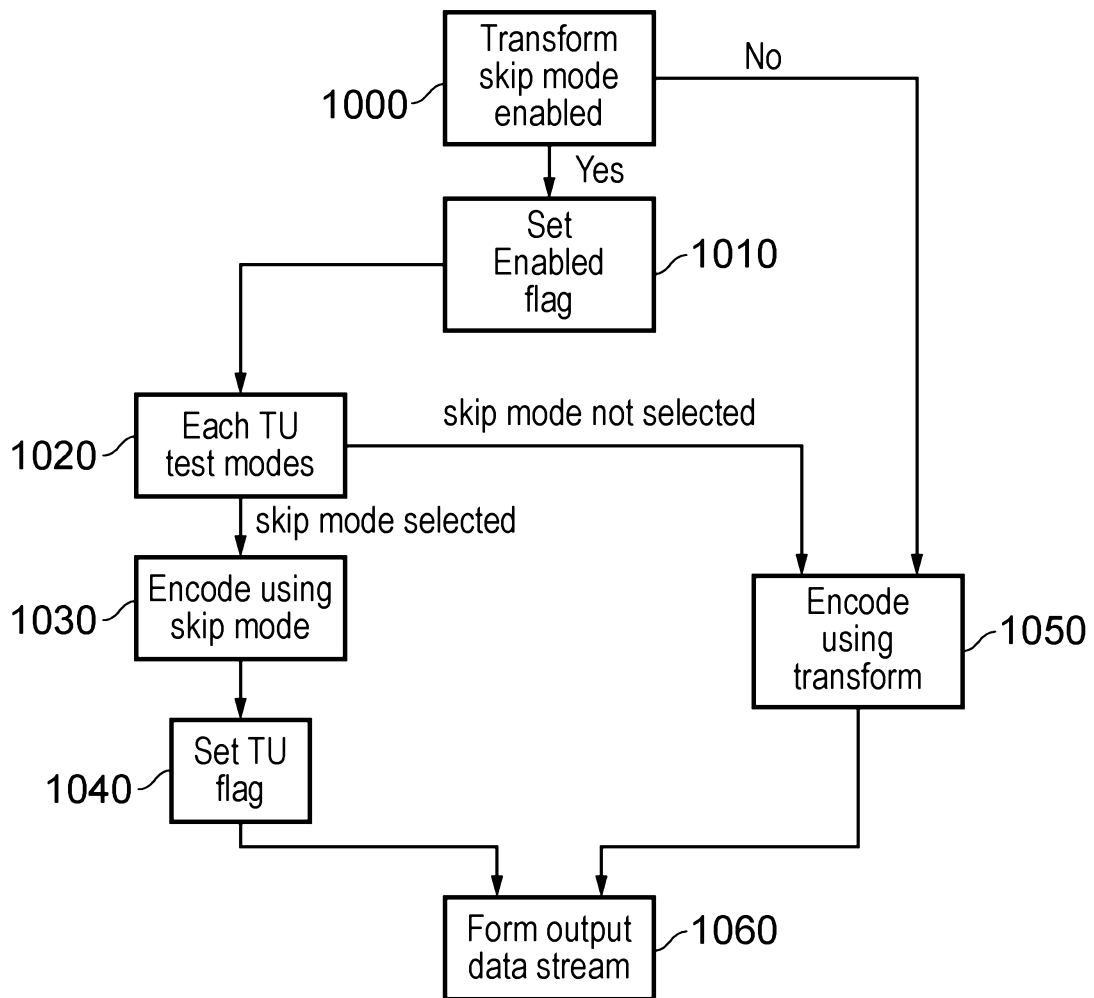 Transform
skip mode
enabled
1000
No
Yes
Set
Enabled
flag
1010
Each TU
test modes
1020
skip mode not selected
skip mode selected
Encode using
skip mode
1030
Encode
using
transform
1050
Set TU
flag
1040
Form output
data stream
1060